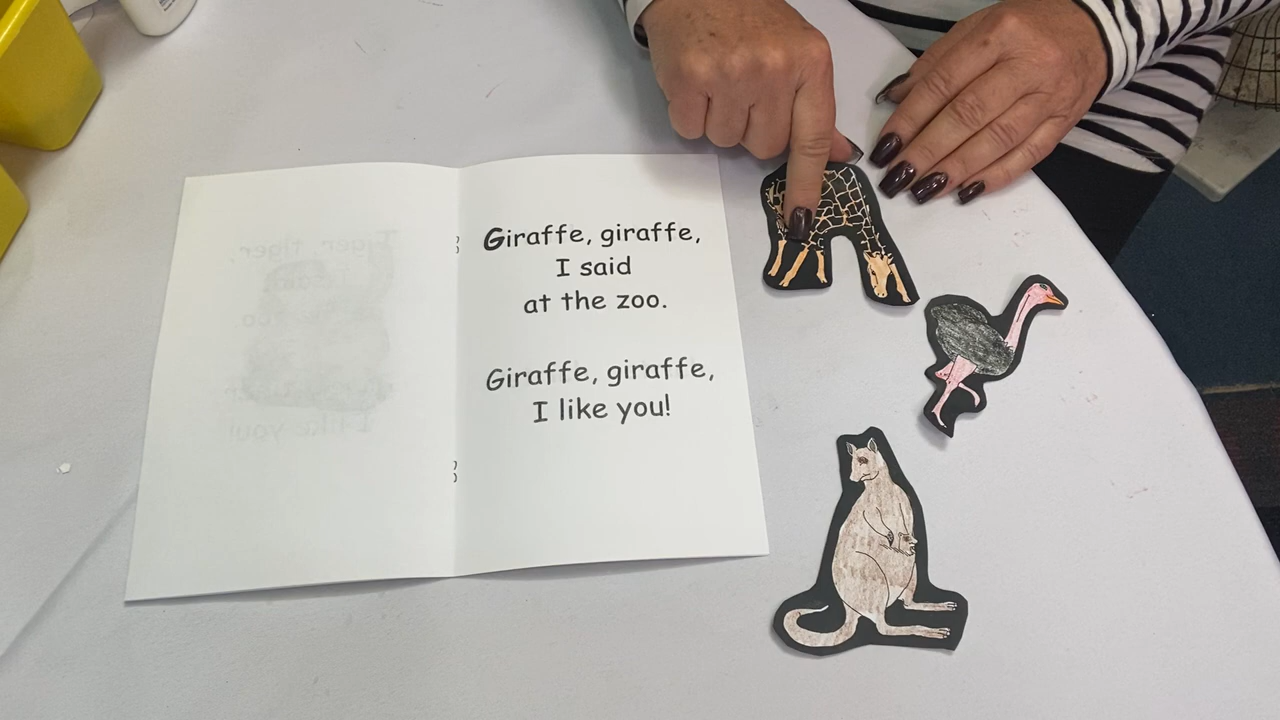 Giraffe, giraffe,
I said
at the zoo.
Giraffe, giraffe,
I like you!